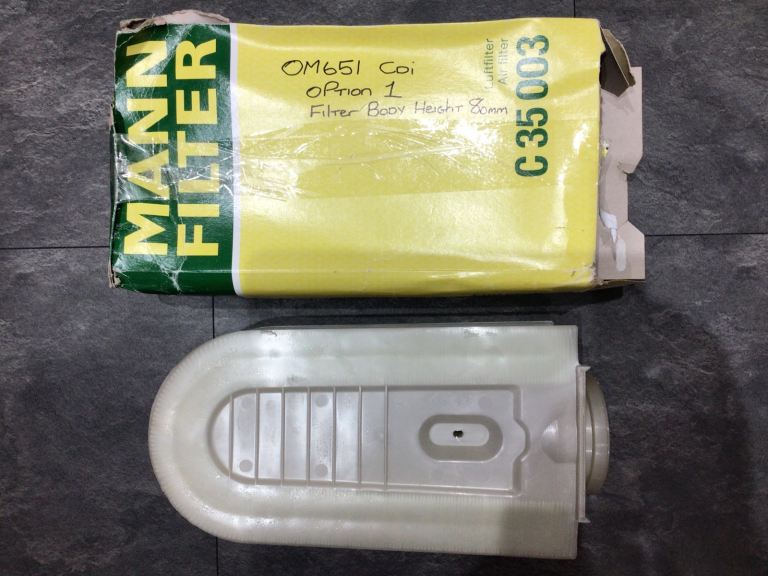 MANN
FILTER
OM651 CDi
OPTION 1
FILTER BODY HEIGHT 80mm
Luftfilter
Air filter
C 35 003